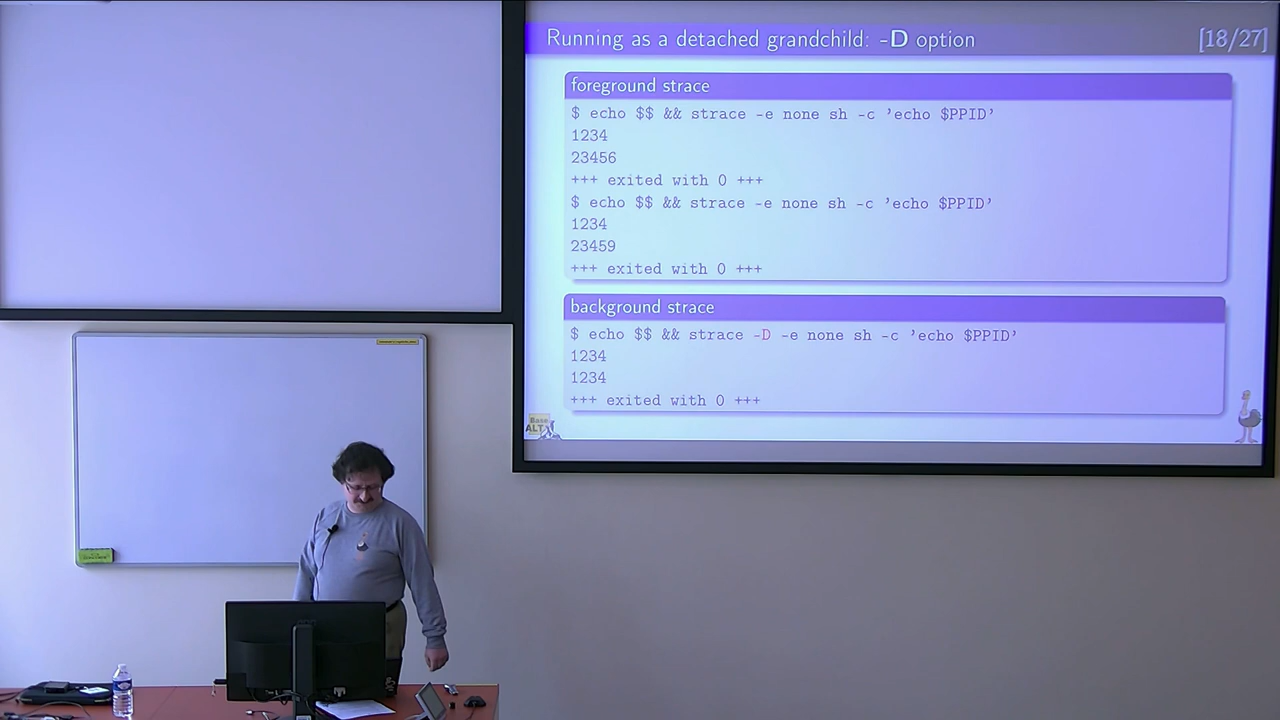 Running as a detached grandchild: -D option
[18/27]
foreground strace
$ echo $$ && strace -e none sh -c 'echo $PPID'
1234
23456
+++ exited with 0 +++
$ echo $$ && strace -e none sh -c 'echo $PPID'
1234
23459
+++ exited with 0 +++
background strace
$ echo $$ && strace -D -e none sh -c 'echo $PPID'
1234
1234
+++ exited with 0 +++
Base
ALT